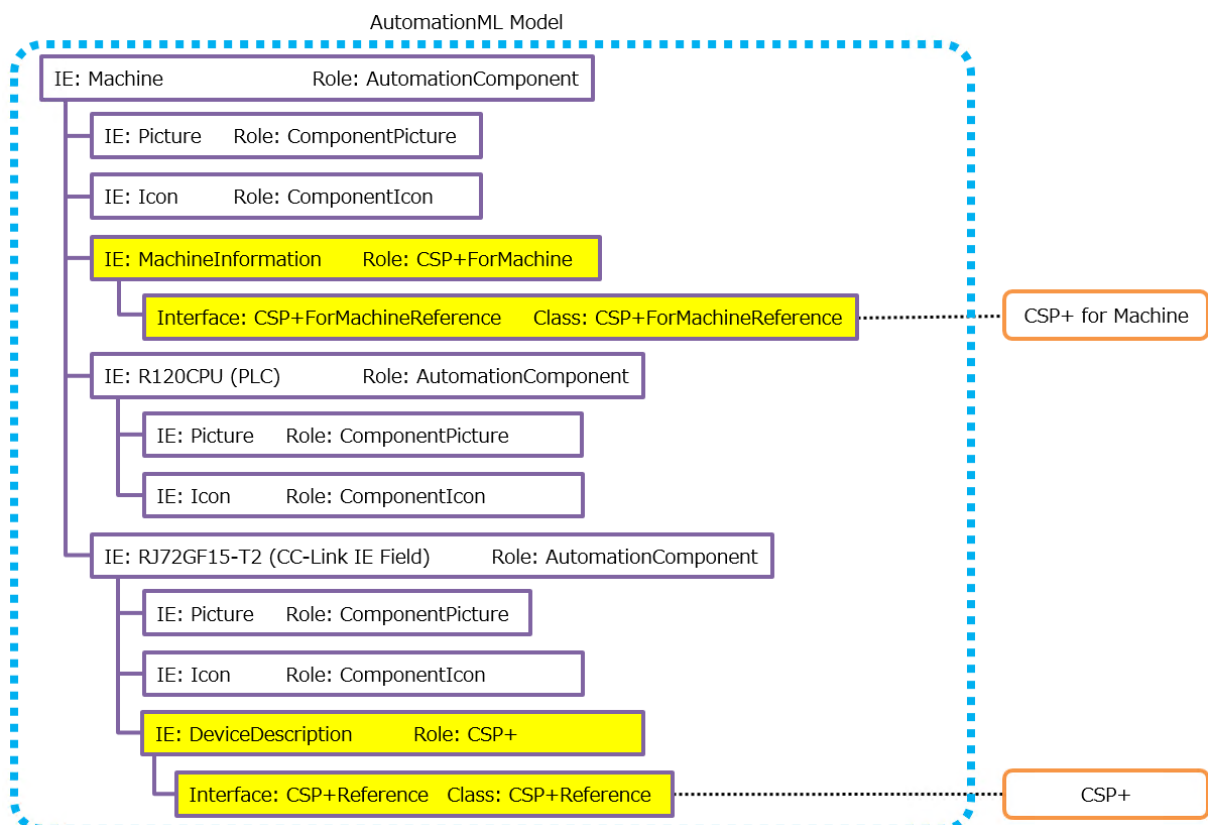 AutomationML Model
IE: Machine Role: AutomationComponent
IE: Picture Role: ComponentPicture
IE: Icon Role: ComponentIcon
IE: MachineInformation Role: CSP+ForMachine
Interface: CSP+ForMachineReference Class: CSP+ForMachineReference
CSP+ for Machine
IE: R120CPU (PLC) Role: AutomationComponent
IE: Picture Role: ComponentPicture
IE: Icon Role: ComponentIcon
IE: RJ72GF15-T2 (CC-Link IE Field) Role: AutomationComponent
IE: Picture Role: ComponentPicture
IE: Icon Role: ComponentIcon
IE: DeviceDescription Role: CSP+
Interface: CSP+Reference Class: CSP+Reference
CSP+